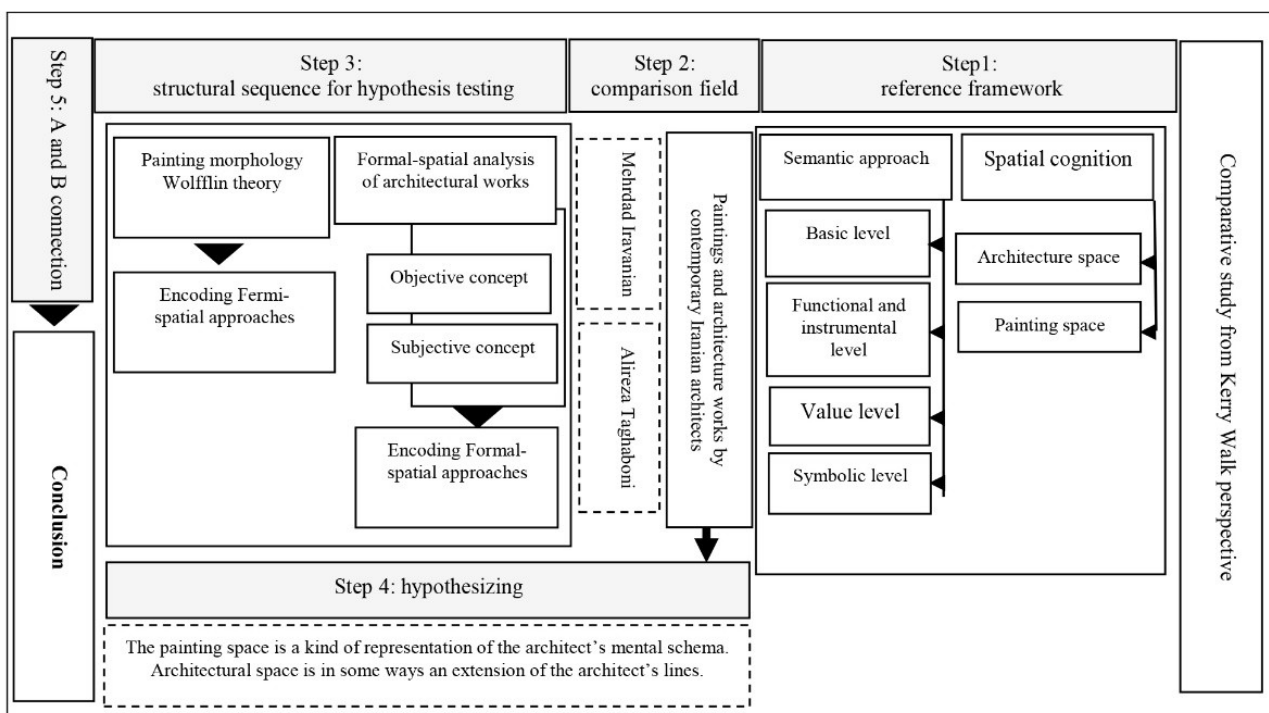 Step 5: A and B connection
Conclusion
Step 3:
structural sequence for hypothesis testing
Painting morphology
Wolfflin theory
Encoding Fermi-
spatial approaches
Formal-spatial analysis
of architectural works
Objective concept
Subjective concept
Encoding Formal-
spatial approaches
Step 2:
comparison field
Mehrdad Iravanian
Alireza Taghaboni
Paintings and architecture works by
contemporary Iranian architects
Step1:
reference framework
Semantic approach
Basic level
Functional and
instrumental level
Value level
Symbolic level
Spatial cognition
Architecture space
Painting space
Step 4: hypothesizing
The painting space is a kind of representation of the architect’s mental schema.
Architectural space is in some ways an extension of the architect’s lines.
Comparative study from Kerry Walk perspective